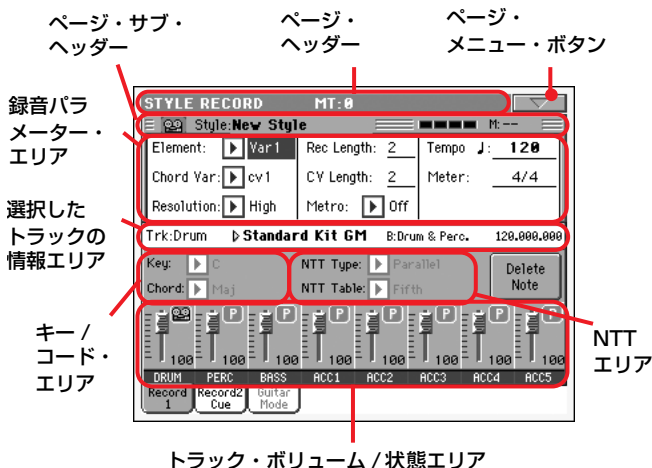 ページ・サブ・
ヘッダー
ページ・
ヘッダー
ページ・
メニュー・ボタン
録音パラ
メーター・
エリア
選択した
トラックの
情報エリア
キー /
コード・
エリア
STYLE RECORD MT:0
Style:New Style M:--
Element: Var1 Rec Length: 2 Tempo ♩: 120
Chord Var: cv1 CV Length: 2 Meter: 4/4
Resolution: High Metro: Off
Trk:Drum ▷Standard Kit GM B:Drum & Perc. 120.000.000
Key: C NTT Type: Parallel
Chord: Maj NTT Table: Fifth
Delete
Note
P P P P P P P
100 100 100 100 100 100 100 100
DRUM PERC BASS ACC1 ACC2 ACC3 ACC4 ACC5
Record
1
Record2
Cue
Guitar
Mode
NTT
エリア
トラック・ボリューム / 状態エリア